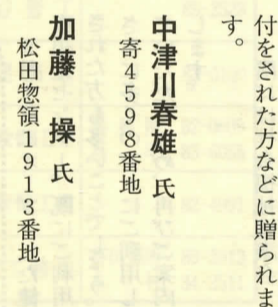 付をされた方などに贈られま
す。
中津川春雄 氏
寄4598番地
加藤 操 氏
松田惣領1913番地